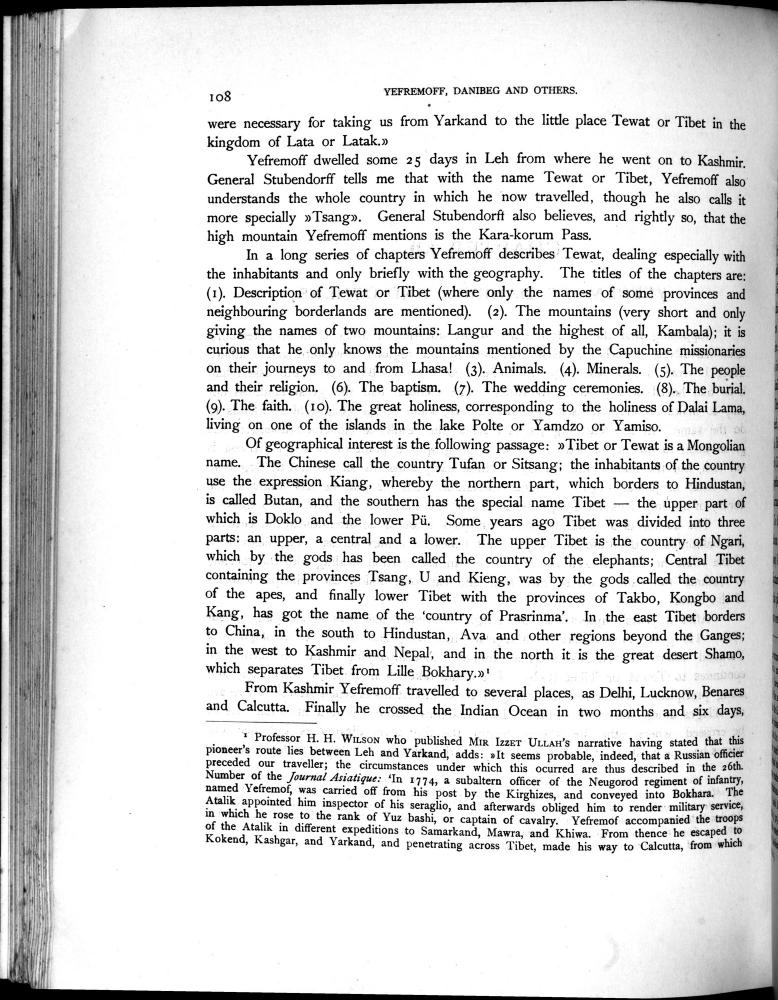 108
YEFREMOFF, DANIBEG AND OTHERS.
were necessary for taking us from Yarkand to the little place Tewat or Tibet in the
kingdom of Lata or Latak.»
Yefremoff dwelled some 25 days in Leh from where he went on to Kashmir.
General Stubendorff tells me that with the name Tewat or Tibet, Yefremoff also
understands the whole country in which he now travelled, though he also calls it
more specially »Tsang». General Stubendorff also believes, and rightly so, that the
high mountain Yefremoff mentions is the Kara-korum Pass.
In a long series of chapters Yefremoff describes Tewat, dealing especially with
the inhabitants and only briefly with the geography. The titles of the chapters are:
(1). Description of Tewat or Tibet (where only the names of some provinces and
neighbouring borderlands are mentioned). (2). The mountains (very short and only
giving the names of two mountains: Langur and the highest of all, Kambala); it is
curious that he only knows the mountains mentioned by the Capuchine missionaries
on their journeys to and from Lhasa! (3). Animals. (4). Minerals. (5). The people
and their religion. (6). The baptism. (7). The wedding ceremonies. (8). The burial.
(9). The faith. (10). The great holiness, corresponding to the holiness of Dalai Lama,
living on one of the islands in the lake Polte or Yamdzo or Yamiso.
Of geographical interest is the following passage: »Tibet or Tewat is a Mongolian
name. The Chinese call the country Tufan or Sitsang; the inhabitants of the country
use the expression Kiang, whereby the northern part, which borders to Hindustan,
is called Butan, and the southern has the special name Tibet — the upper part of
which is Doklo and the lower Pü. Some years ago Tibet was divided into three
parts: an upper, a central and a lower. The upper Tibet is the country of Ngari,
which by the gods has been called the country of the elephants; Central Tibet
containing the provinces Tsang, U and Kieng, was by the gods called the country
of the apes, and finally lower Tibet with the provinces of Takbo, Kongbo and
Kang, has got the name of the ‘country of Prasrinma’. In the east Tibet borders
to China, in the south to Hindustan, Ava and other regions beyond the Ganges;
in the west to Kashmir and Nepal, and in the north it is the great desert Shamo,
which separates Tibet from Lille Bokhary.»¹
From Kashmir Yefremoff travelled to several places, as Delhi, Lucknow, Benares
and Calcutta. Finally he crossed the Indian Ocean in two months and six days,
¹ Professor H. H. WILSON who published MIR IZZET ULLAH’S narrative having stated that this
pioneer’s route lies between Leh and Yarkand, adds: »It seems probable, indeed, that a Russian officier
preceded our traveller; the circumstances under which this ocurred are thus described in the 26th.
Number of the Journal Asiatique: ‘In 1774, a subaltern officer of the Neugorod regiment of infantry,
named Yefremof, was carried off from his post by the Kirghizes, and conveyed into Bokhara. The
Atalik appointed him inspector of his seraglio, and afterwards obliged him to render military service,
in which he rose to the rank of Yuz bashi, or captain of cavalry. Yefremof accompanied the troops
of the Atalik in different expeditions to Samarkand, Mawra, and Khiwa. From thence he escaped to
Kokend, Kashgar, and Yarkand, and penetrating across Tibet, made his way to Calcutta, from which